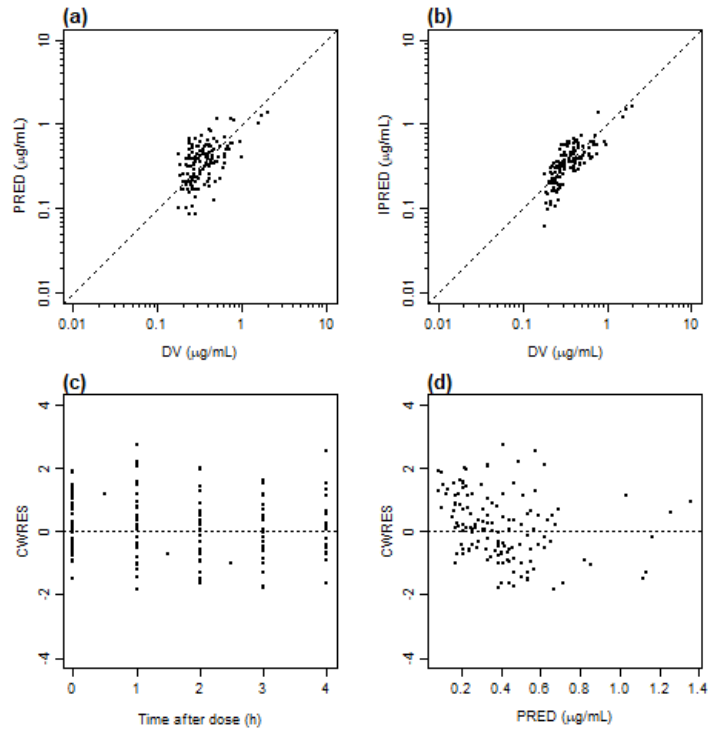 (a)
10
1
0.1
0.01
PRED (μg/mL)
0.01 0.1 1 10
DV (μg/mL)
(b)
10
1
0.1
0.01
IPRED (μg/mL)
0.01 0.1 1 10
DV (μg/mL)
(c)
4
2
0
-2
-4
CWRES
0 1 2 3 4
Time after dose (h)
(d)
4
2
0
-2
-4
CWRES
0.2 0.4 0.6 0.8 1.0 1.2 1.4
PRED (μg/mL)